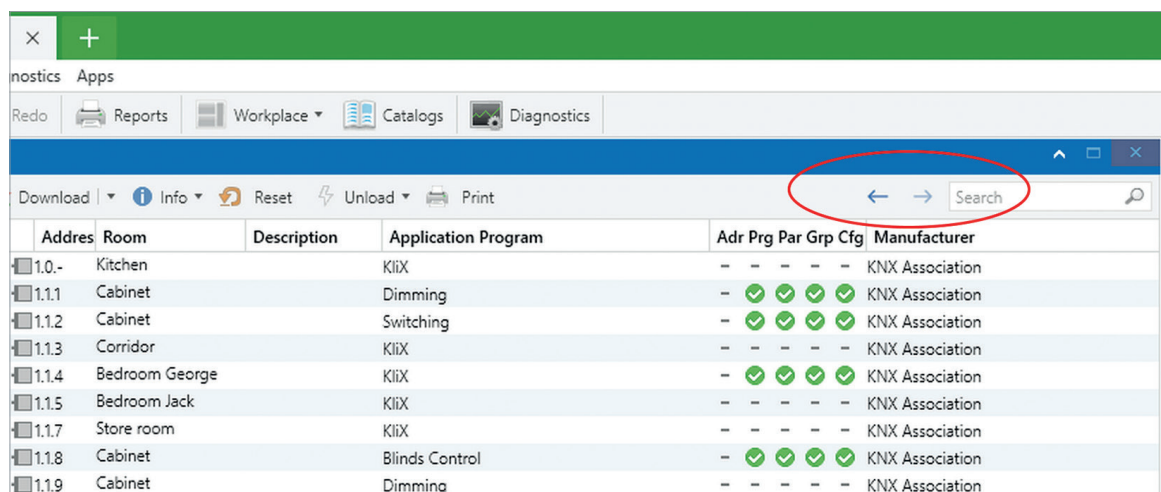 nostics Apps
Redo Reports Workplace Catalogs Diagnostics
Download Info Reset Unload Print Search
Addres Room Description Application Program Adr Prg Par Grp Cfg Manufacturer
1.0.- Kitchen KliX - - - - - KNX Association
1.1.1 Cabinet Dimming - KNX Association
1.1.2 Cabinet Switching - KNX Association
1.1.3 Corridor KliX - - - - - KNX Association
1.1.4 Bedroom George KliX - KNX Association
1.1.5 Bedroom Jack KliX - - - - - KNX Association
1.1.7 Store room KliX - - - - - KNX Association
1.1.8 Cabinet Blinds Control - KNX Association
1.1.9 Cabinet Dimming - - - - - KNX Association